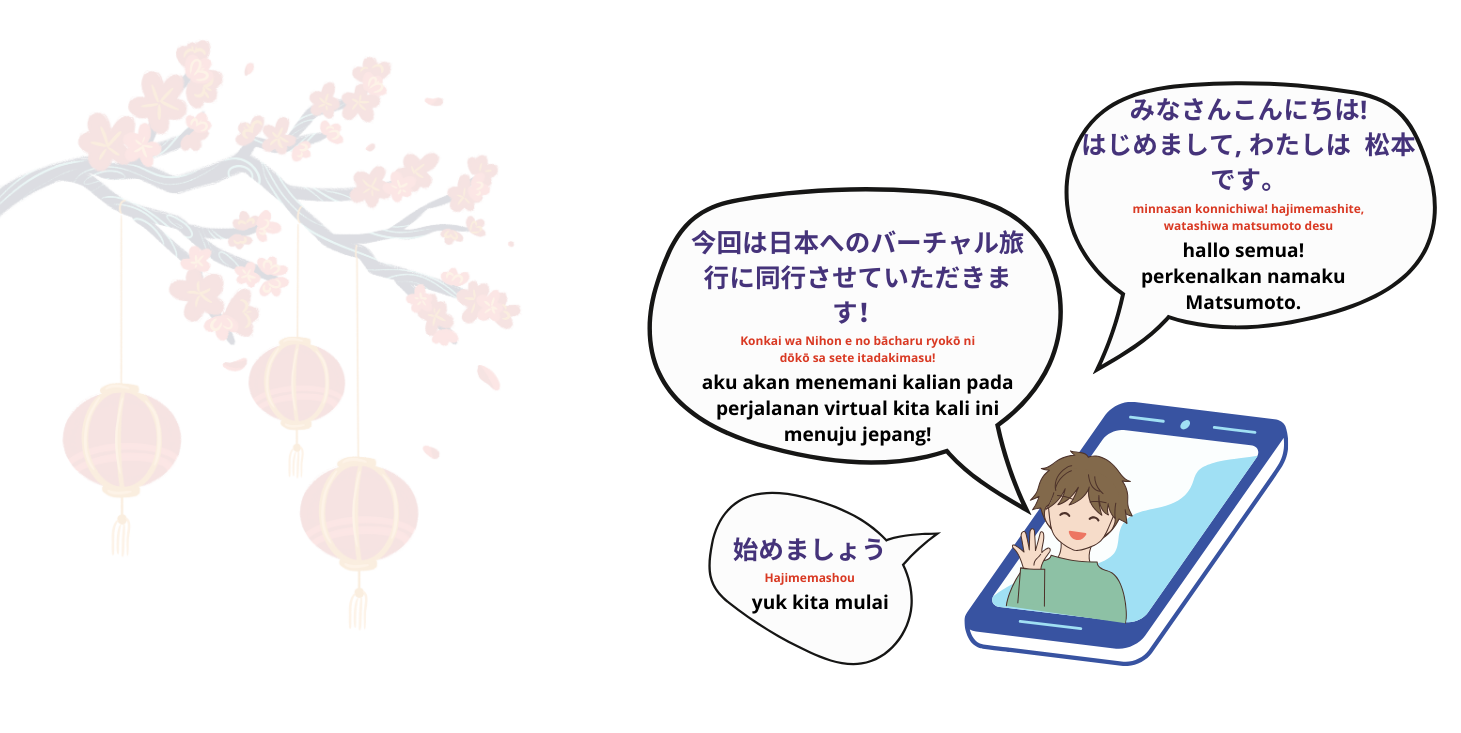 みなさんこんにちは!
はじめまして, わたしは 松本
です。
minnasan konnichiwa! hajimemashite,
watashiwa matsumoto desu
hallo semua!
perkenalkan namaku
Matsumoto.
今回は日本へのバーチャル旅
行に同行させていただきま
す!
Konkai wa Nihon e no bācharu ryokō ni
dōkō sa sete itadakimasu!
aku akan menemani kalian pada
perjalanan virtual kita kali ini
menuju jepang!
始めましょう
Hajimemashou
yuk kita mulai